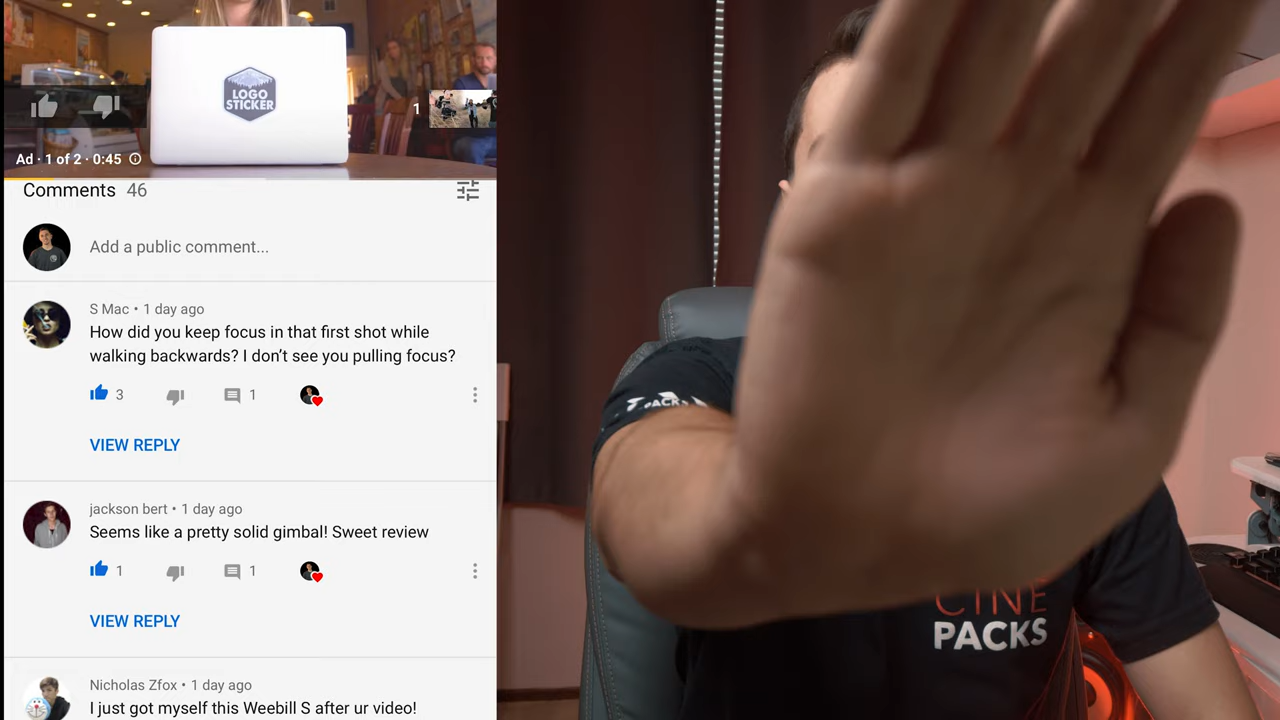 LOGO
STICKER
1
Ad · 1 of 2 · 0:45
Comments 46
Add a public comment...
S Mac • 1 day ago
How did you keep focus in that first shot while
walking backwards? I don't see you pulling focus?
3 1
VIEW REPLY
jackson bert • 1 day ago
Seems like a pretty solid gimbal! Sweet review
1 1
VIEW REPLY
Nicholas Zfox • 1 day ago
I just got myself this Weebill S after ur video!
PACKS
CINE
PACKS